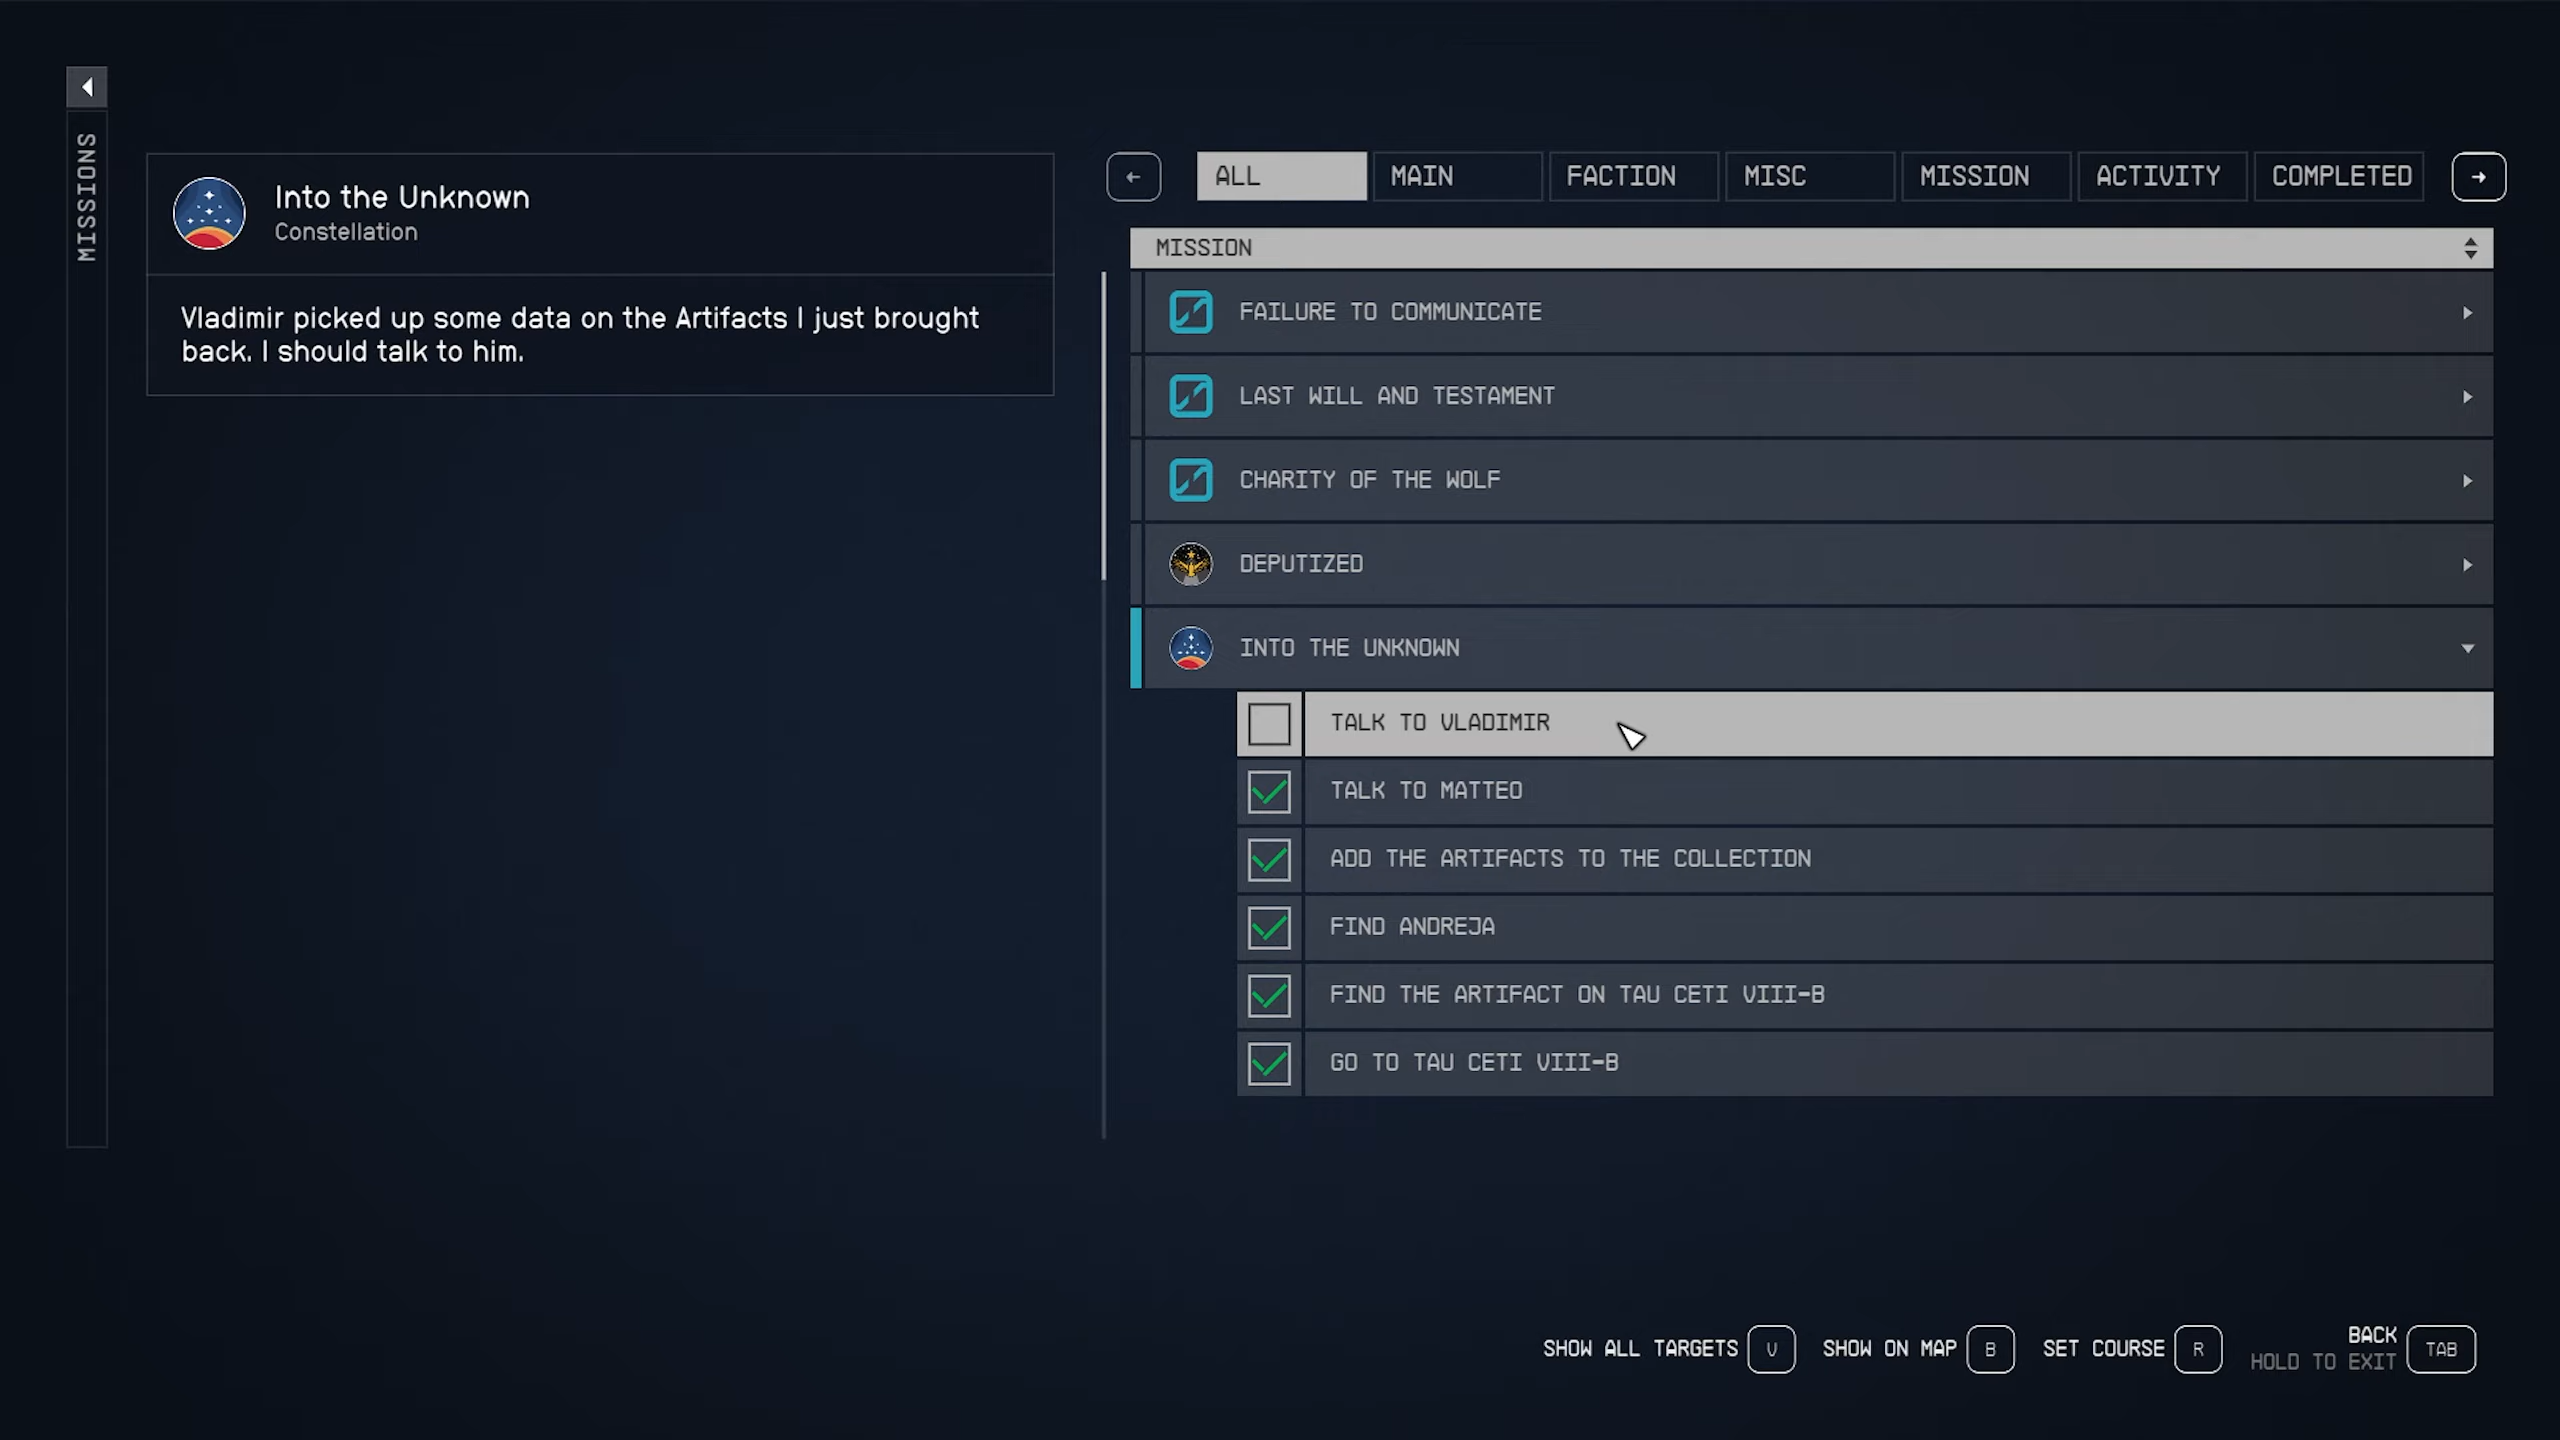 MISSIONS
Into the Unknown
Constellation
Vladimir picked up some data on the Artifacts I just brought
back. I should talk to him.
ALL
MAIN
FACTION
MISC
MISSION
ACTIVITY
COMPLETED
MISSION
FAILURE TO COMMUNICATE
LAST WILL AND TESTAMENT
CHARITY OF THE WOLF
DEPUTIZED
INTO THE UNKNOWN
TALK TO VLADIMIR
TALK TO MATTEO
ADD THE ARTIFACTS TO THE COLLECTION
FIND ANDREJA
FIND THE ARTIFACT ON TAU CETI VIII-B
GO TO TAU CETI VIII-B
SHOW ALL TARGETS V
SHOW ON MAP B
SET COURSE R
BACK
HOLD TO EXIT
TAB